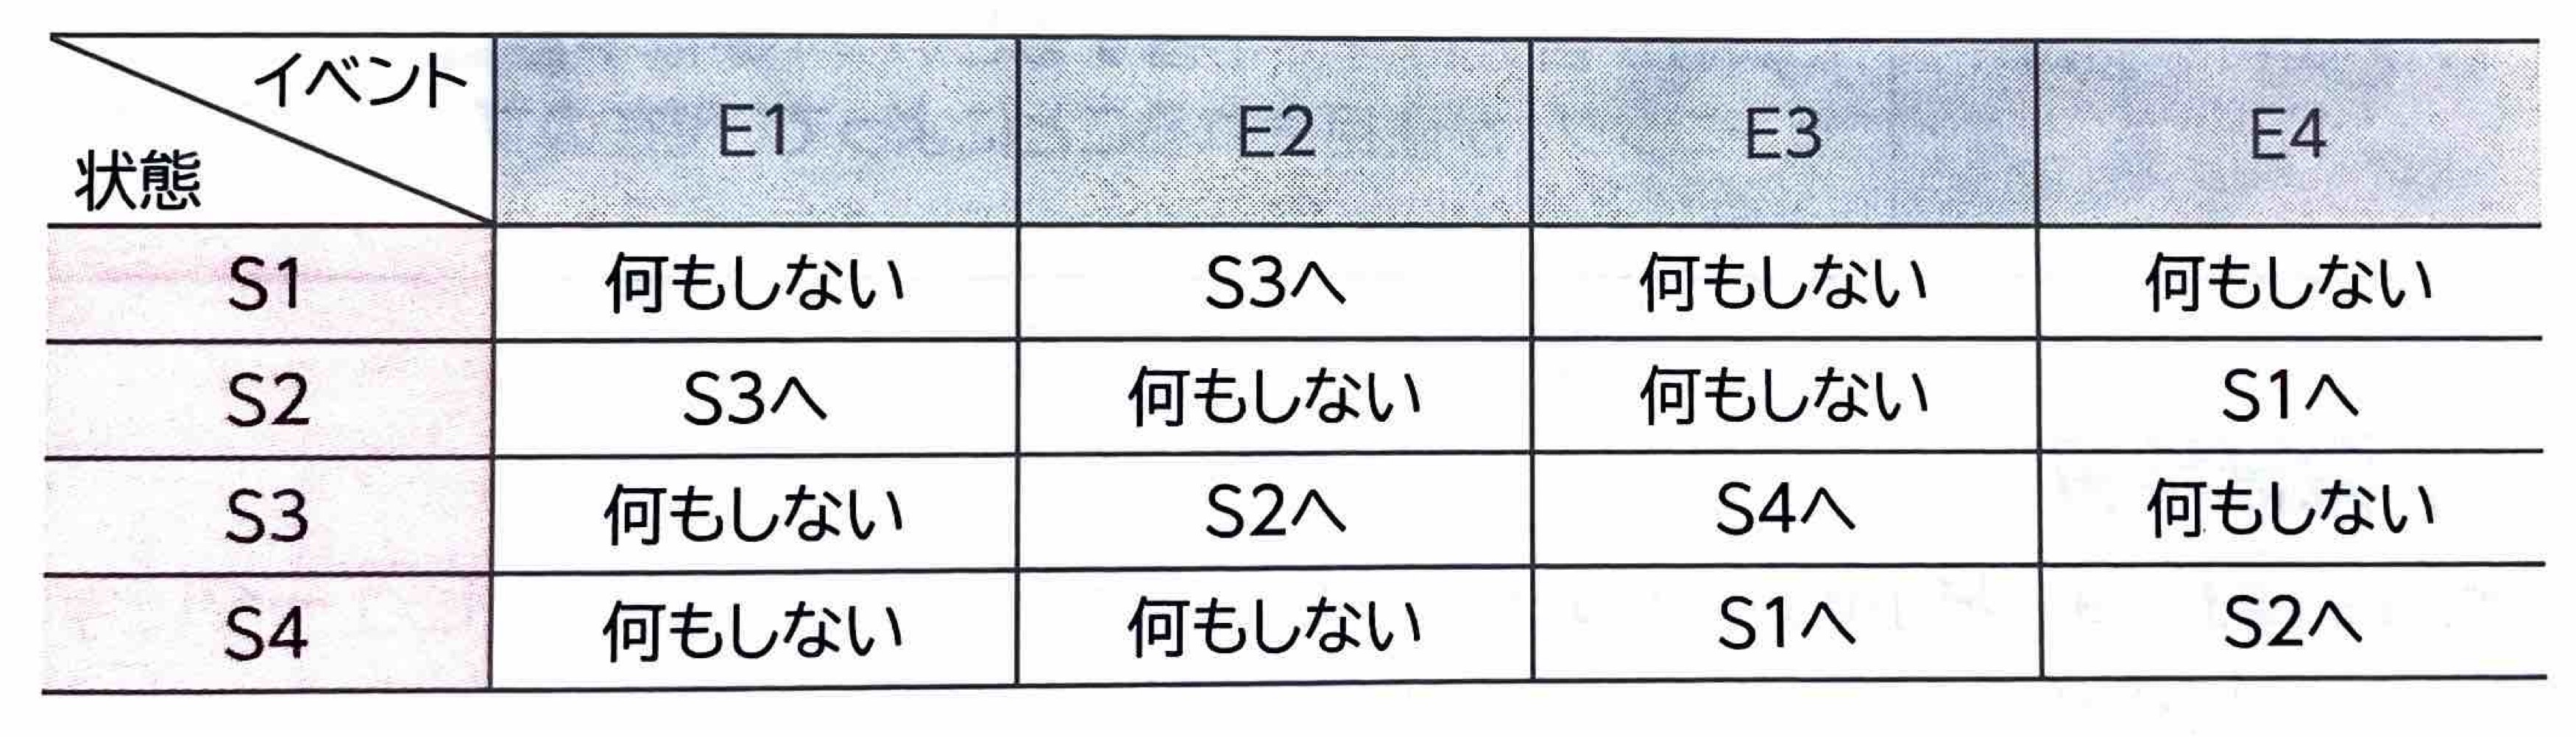 イベント
状態 E1 E2 E3 E4
S1 何もしない S3へ 何もしない 何もしない
S2 S3へ 何もしない 何もしない S1へ
S3 何もしない S2へ S4へ 何もしない
S4 何もしない 何もしない S1へ S2へ